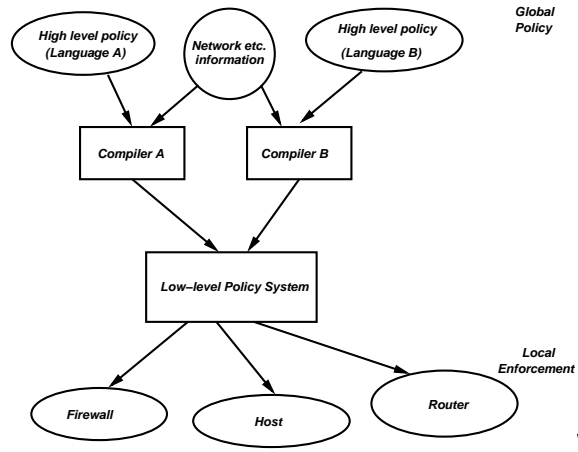 Global
Policy
High level policy
(Language A)
Network etc.
information
High level policy
(Language B)
Compiler A
Compiler B
Low–level Policy System
Local
Enforcement
Firewall
Host
Router